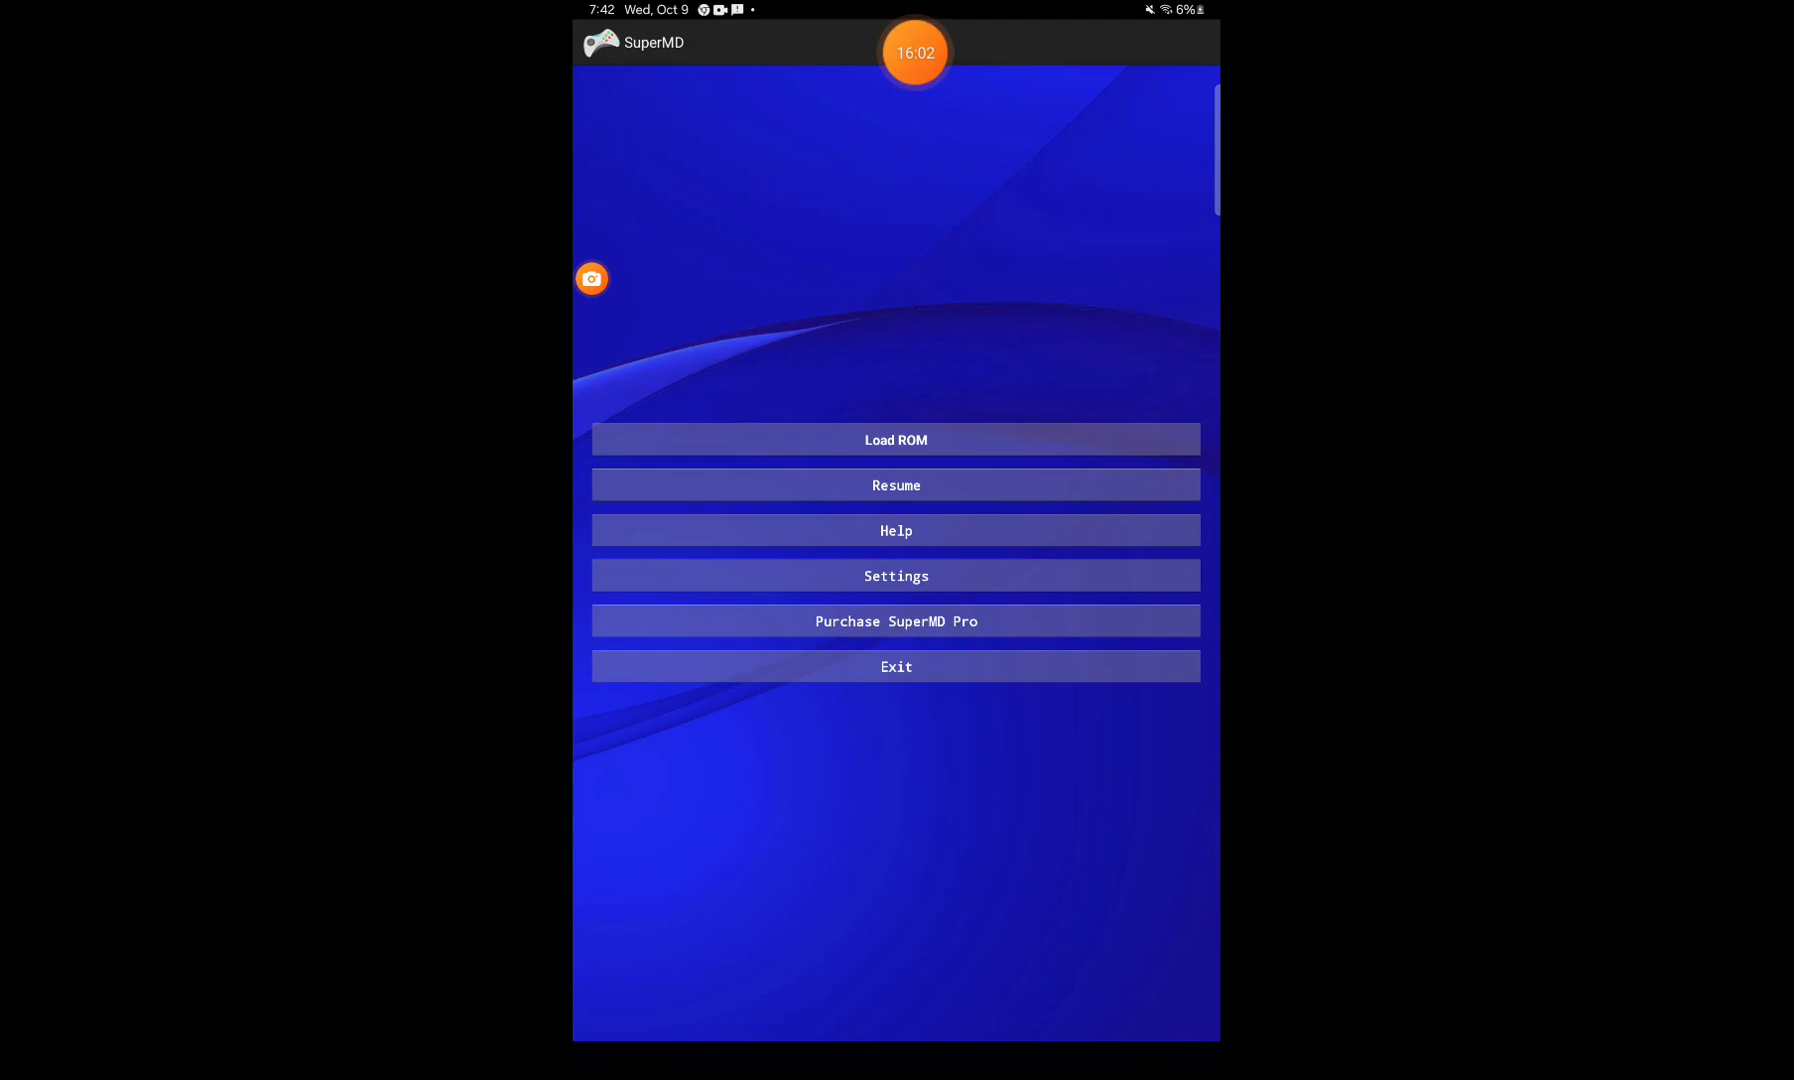 7:42 Wed, Oct 9 6%
SuperMD
16:02
Load ROM
Resume
Help
Settings
Purchase SuperMD Pro
Exit